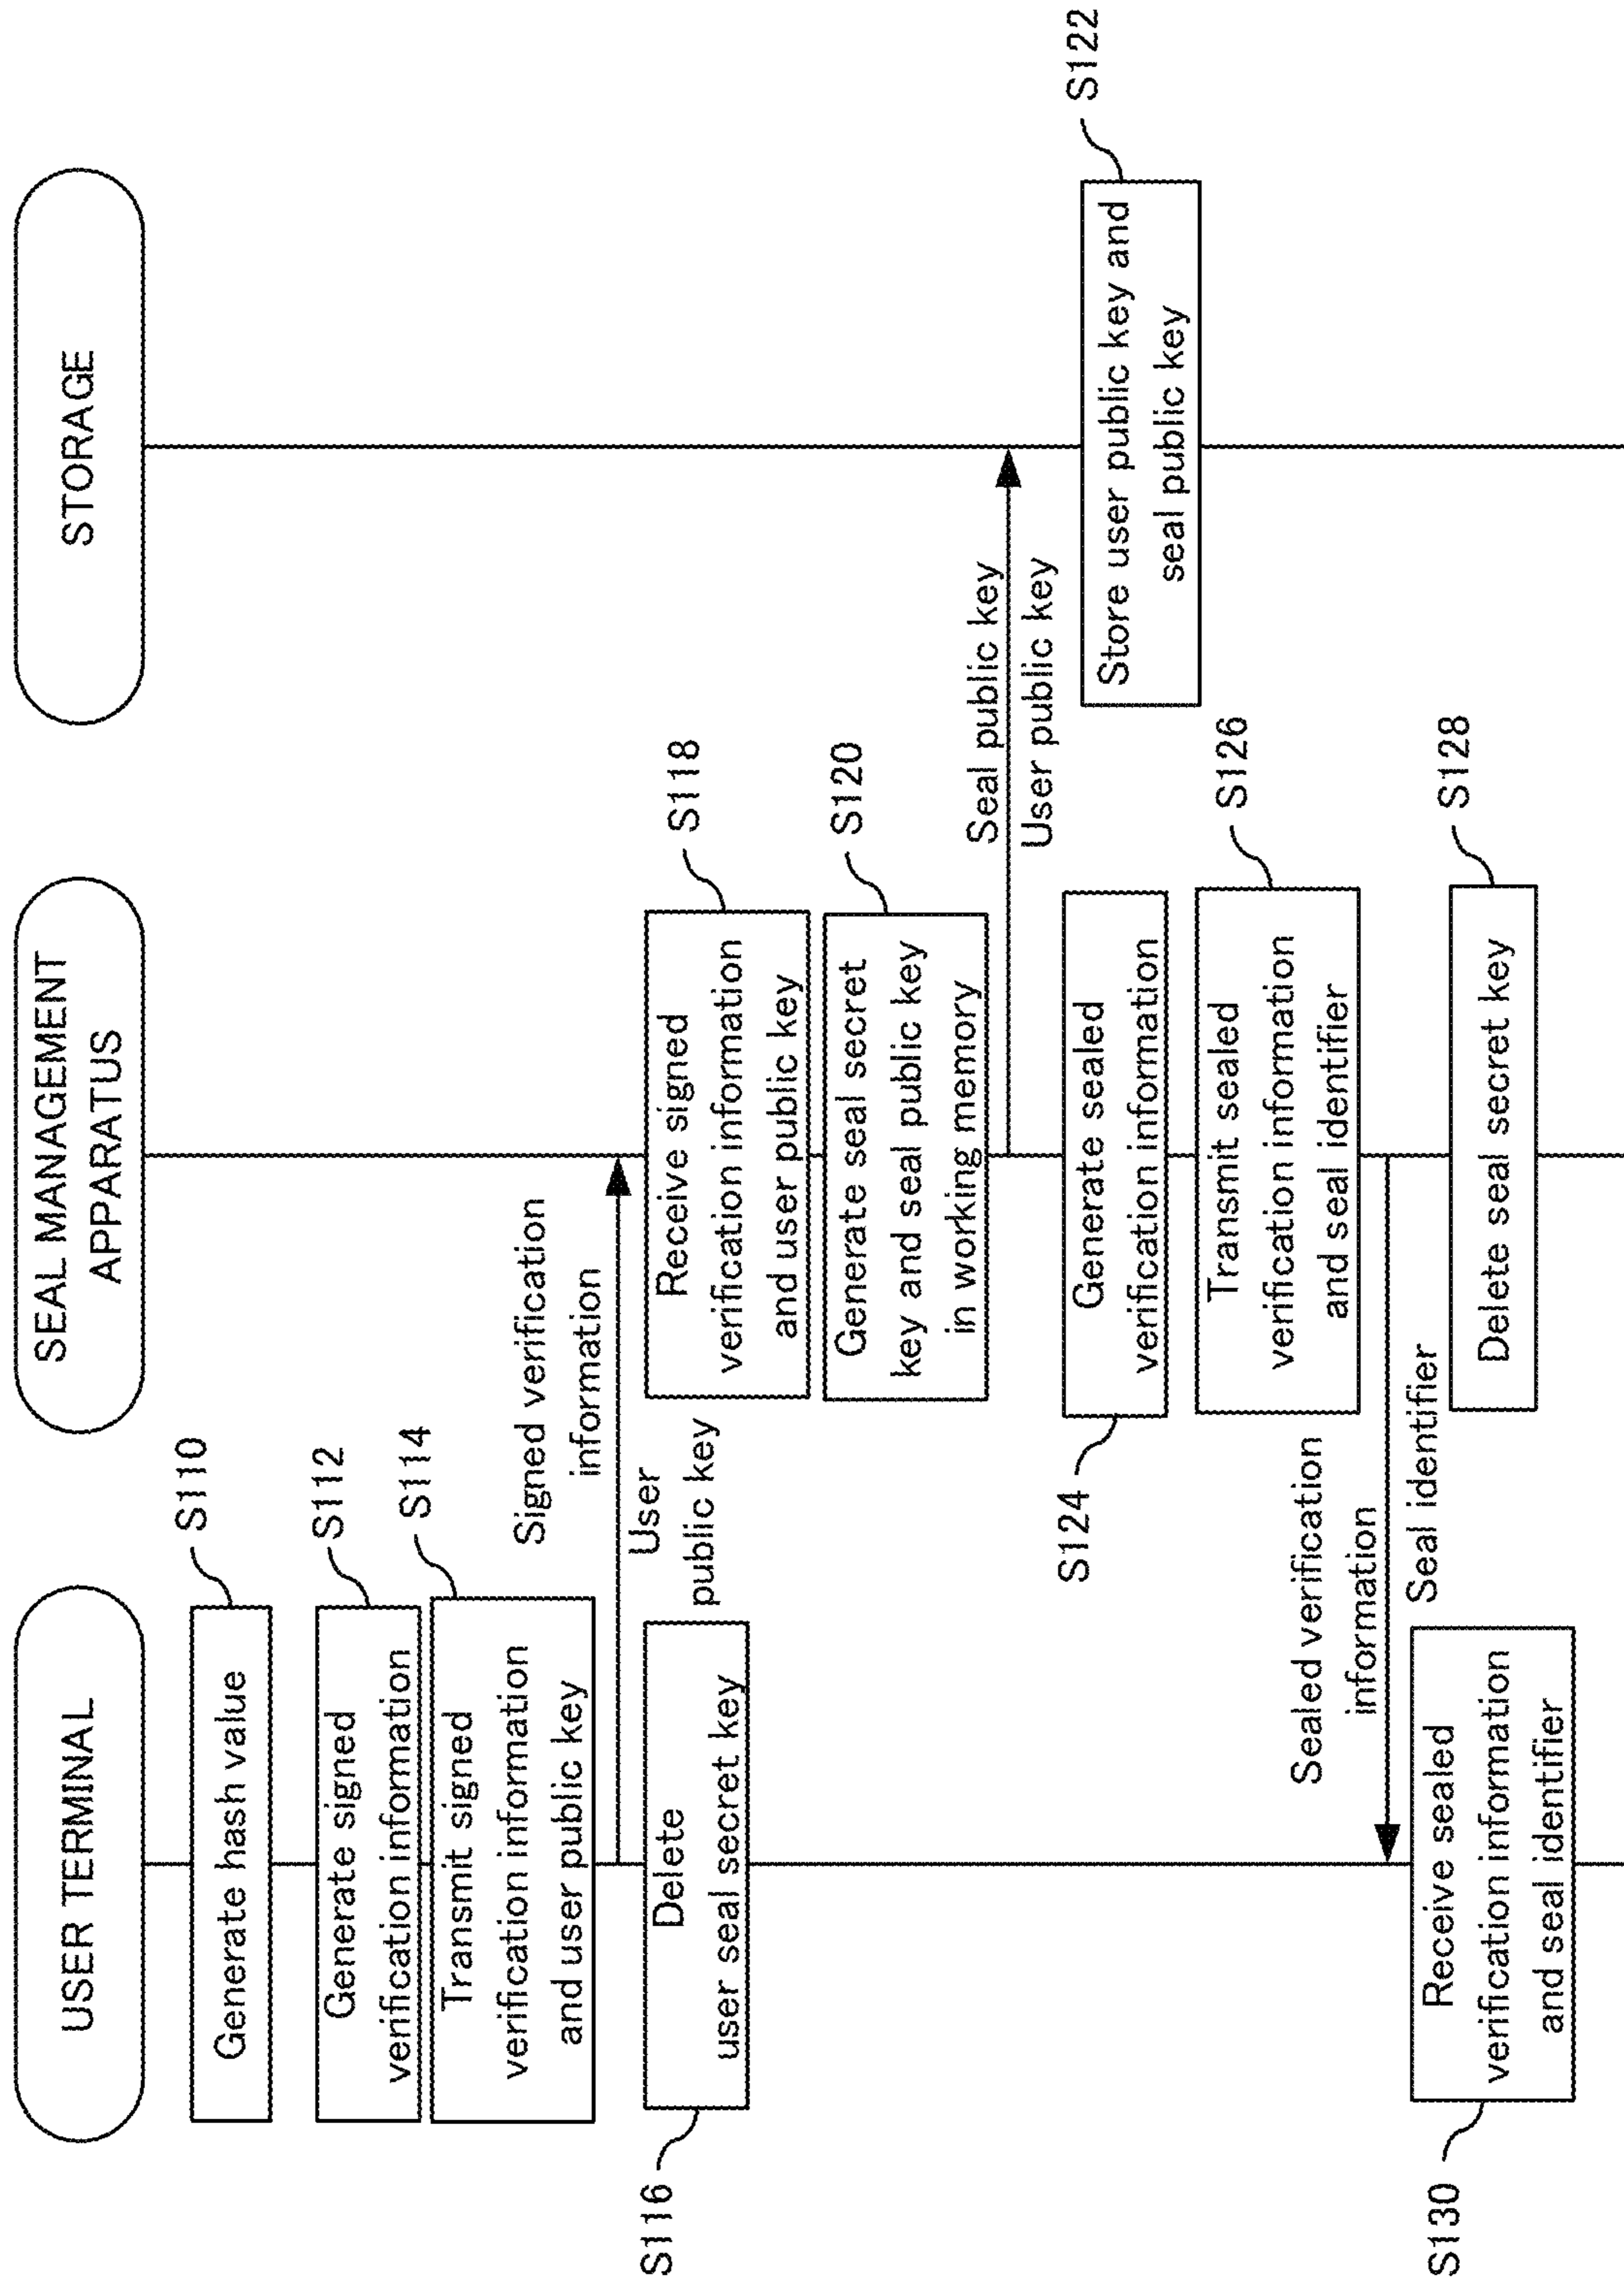 USER TERMINAL
SEAL MANAGEMENT
APPARATUS
STORAGE
Generate hash value
S110
Generate signed
verification information
S112
Transmit signed
verification information
and user public key
S114
Signed verification
information
User
public key
Delete
user seal secret key
S116
Receive signed
verification information
and user public key
S118
Generate seal secret
key and seal public key
in working memory
S120
Seal public key
User public key
Store user public key and
seal public key
S122
Generate sealed
verification information
S124
Transmit sealed
verification information
and seal identifier
S126
Sealed verification
information
Seal identifier
Delete seal secret key
S128
Receive sealed
verification information
and seal identifier
S130